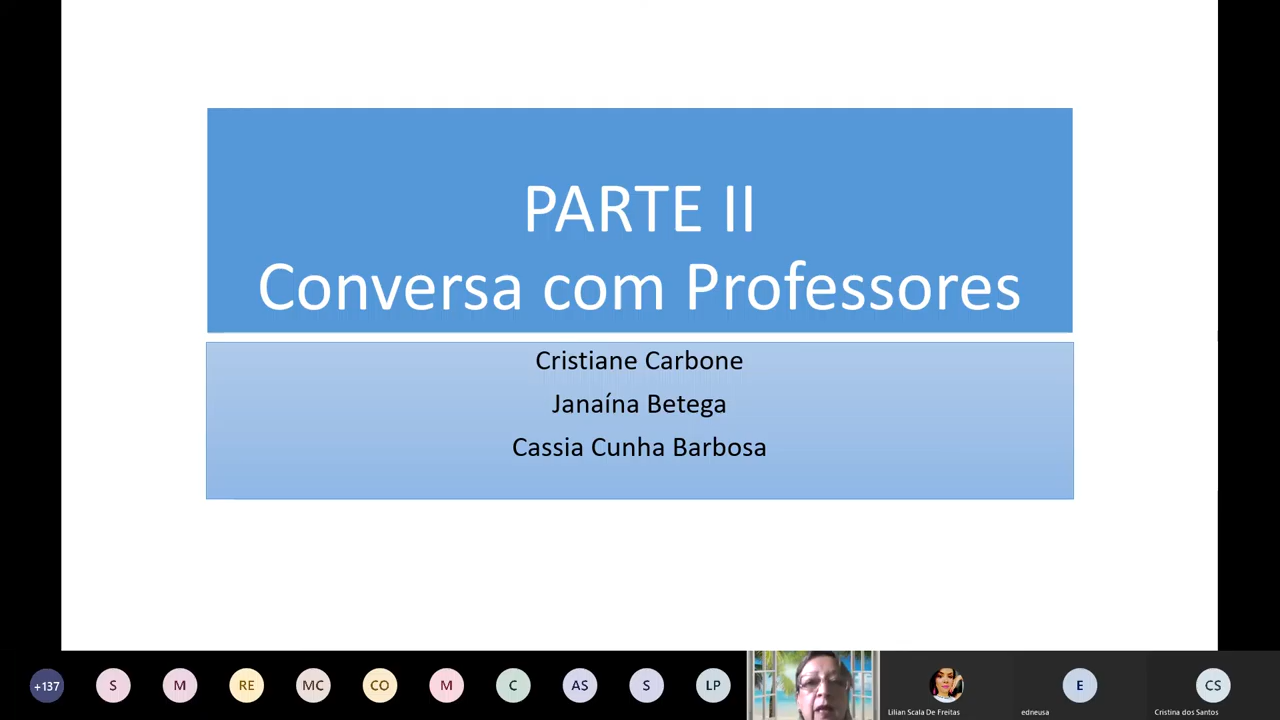 PARTE II
Conversa com Professores
Cristiane Carbone
Janaína Betega
Cassia Cunha Barbosa
+137
S
M
RE
MC
CO
M
C
AS
S
LP
E
CS
Lilian Scala De Freitas
edneusa
Cristina dos Santos